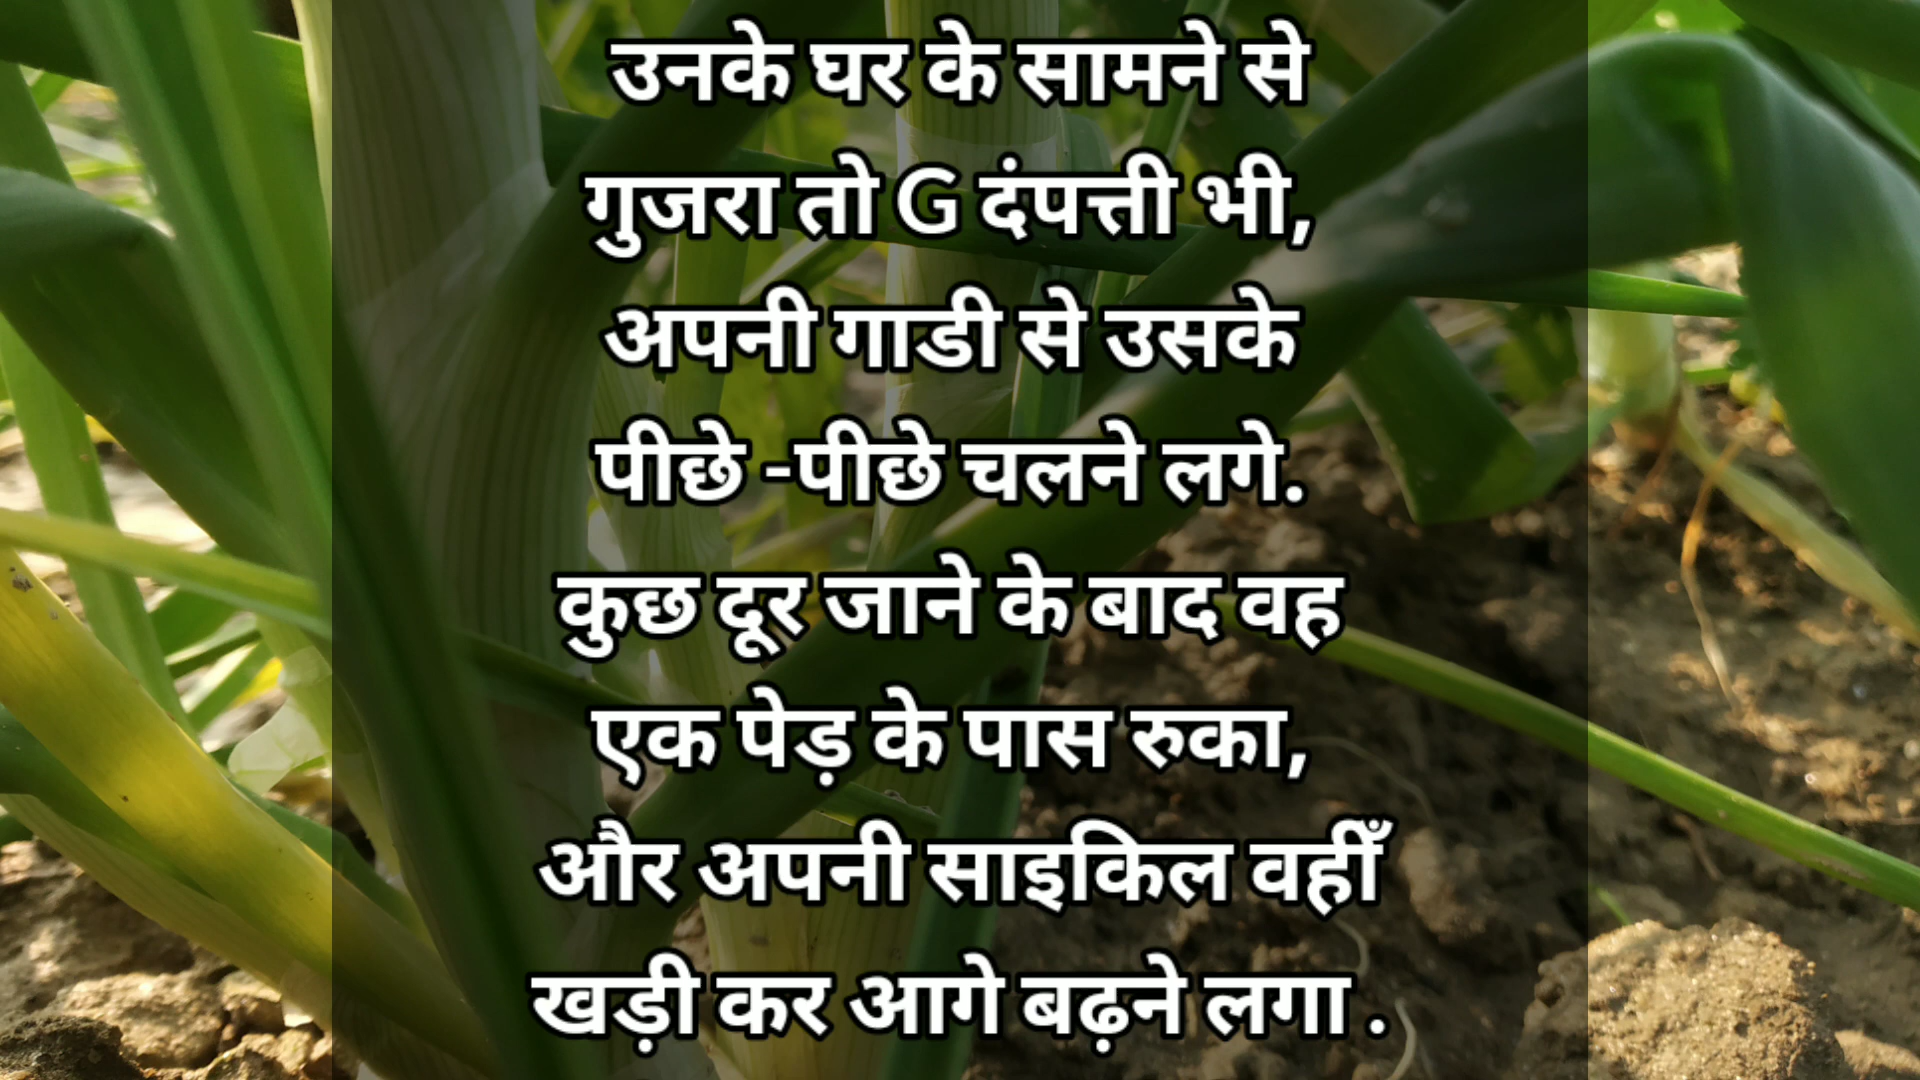 उनके घर के सामने से
गुजरा तो G दंपत्ती भी,
अपनी गाडी से उसके
पीछे -पीछे चलने लगे.
कुछ दूर जाने के बाद वह
एक पेड़ के पास रुका,
और अपनी साइकिल वहीँ
खड़ी कर आगे बढ़ने लगा .